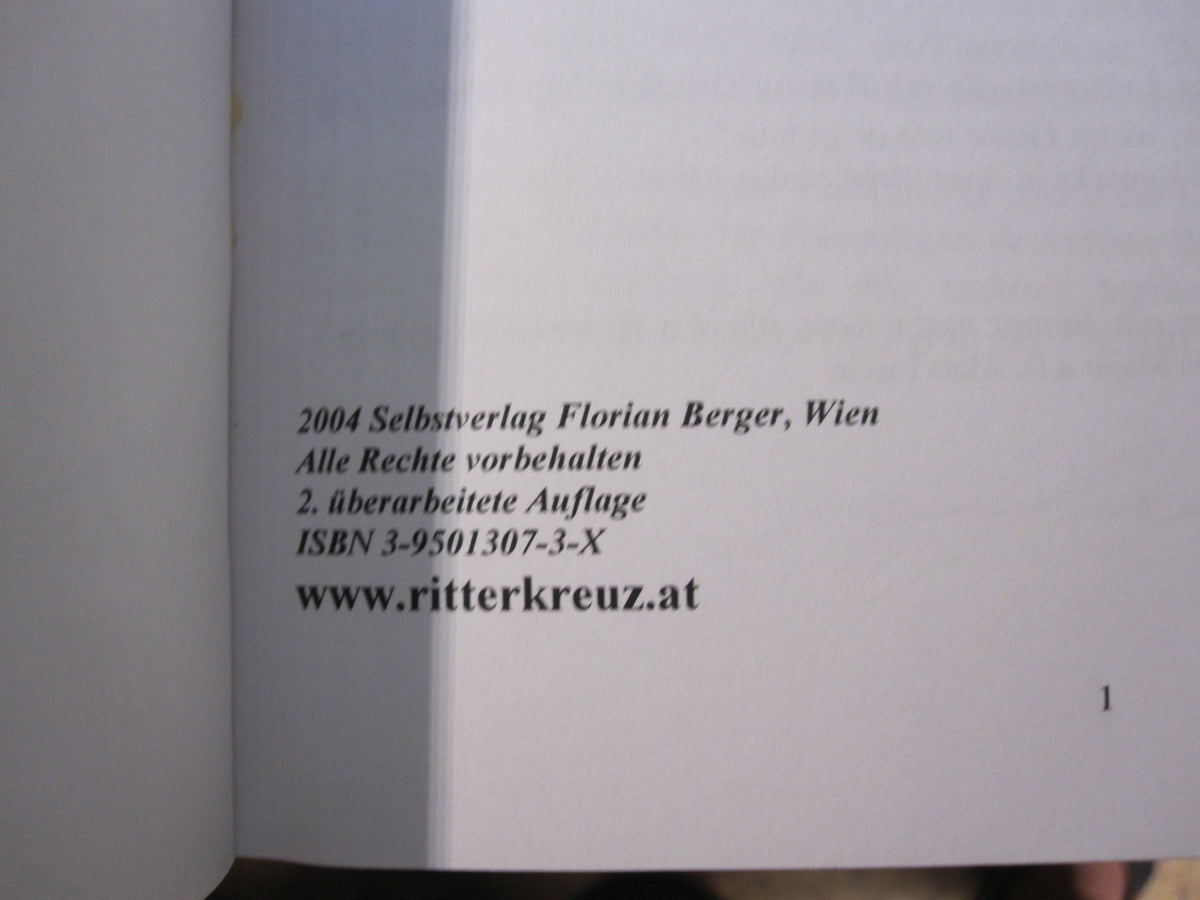 2004 Selbstverlag Florian Berger, Wien
Alle Rechte vorbehalten
2. überarbeitete Auflage
ISBN 3-9501307-3-X
www.ritterkreuz.at
1